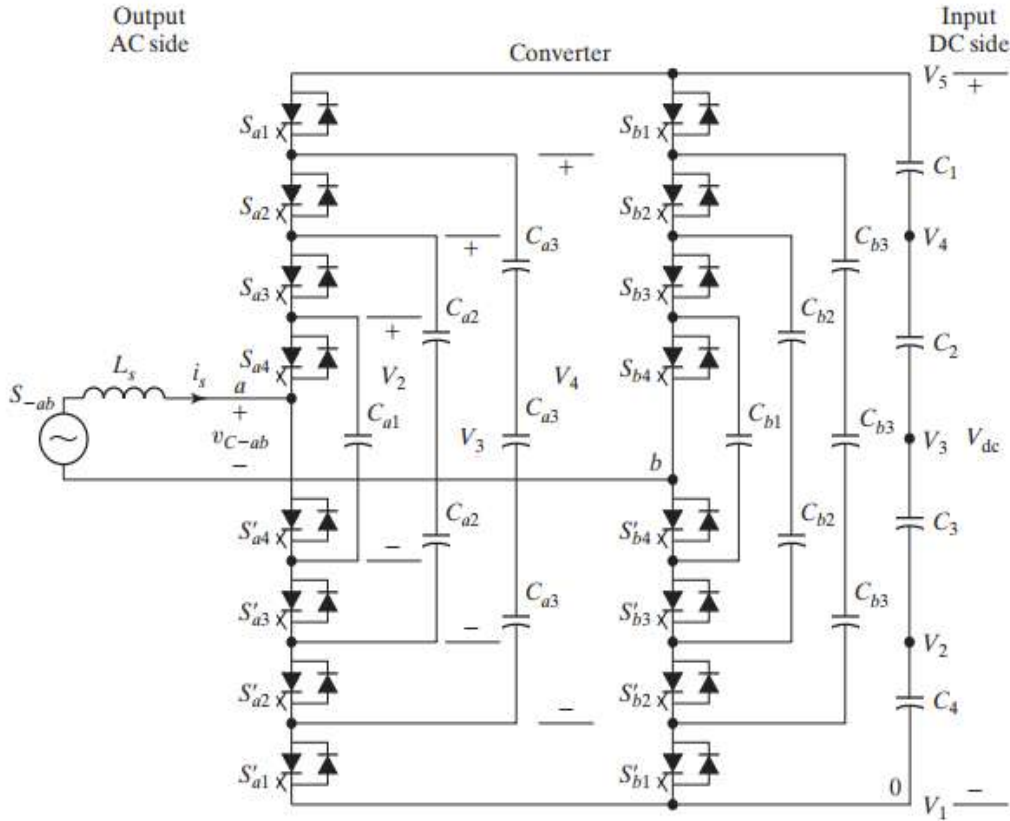 Output
AC side
Converter
Input
DC side
V5
+
Sa1
Sb1
+
C1
Sa2
Sb2
+
Ca3
Cb3
V4
Sa3
Sb3
+
Ca2
Cb2
C2
Sa4
V2
V4
Sb4
S−ab
Ls
is
a
+
vC−ab
−
Ca1
V3
Ca3
b
Cb1
Cb3
V3
Vdc
S′a4
Ca2
S′b4
Cb2
C3
−
S′a3
Ca3
S′b3
Cb3
−
V2
S′a2
S′b2
C4
−
S′a1
S′b1
0
V1
−